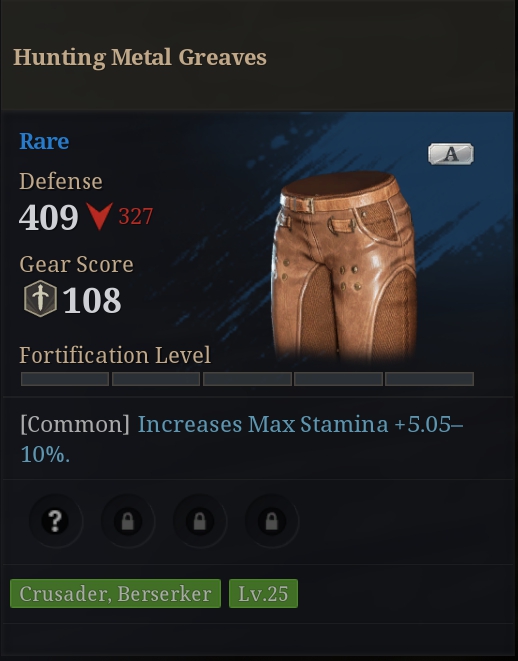 Hunting Metal Greaves
Rare
A
Defense
409 327
Gear Score
108
Fortification Level
[Common] Increases Max Stamina +5.05–
10%.
?
Crusader, Berserker Lv.25